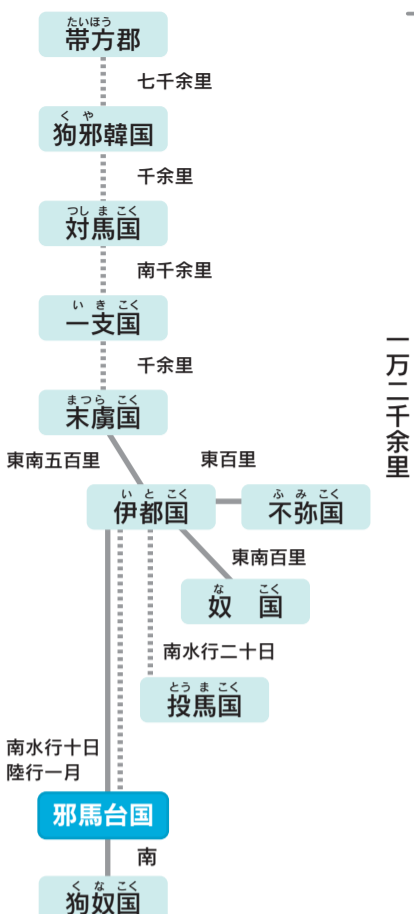 たいほう
帯方郡
七千余里
くや
狗邪韓国
千余里
つしまこく
対馬国
南千余里
いきこく
一支国
千余里
まつらこく
末盧国
東南五百里
東百里
いとこく
伊都国
ふみこく
不弥国
東南百里
なこく
奴国
南水行二十日
とうまこく
投馬国
南水行十日
陸行一月
邪馬台国
南
くなこく
狗奴国
一万二千余里